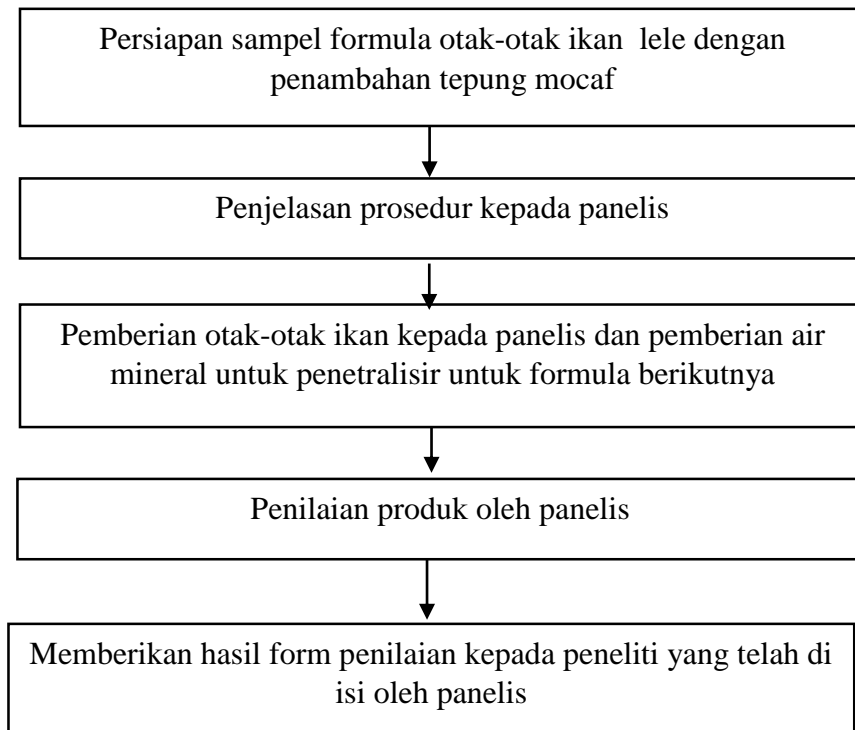 Persiapan sampel formula otak-otak ikan lele dengan
penambahan tepung mocaf
Penjelasan prosedur kepada panelis
Pemberian otak-otak ikan kepada panelis dan pemberian air
mineral untuk penetralisir untuk formula berikutnya
Penilaian produk oleh panelis
Memberikan hasil form penilaian kepada peneliti yang telah di
isi oleh panelis